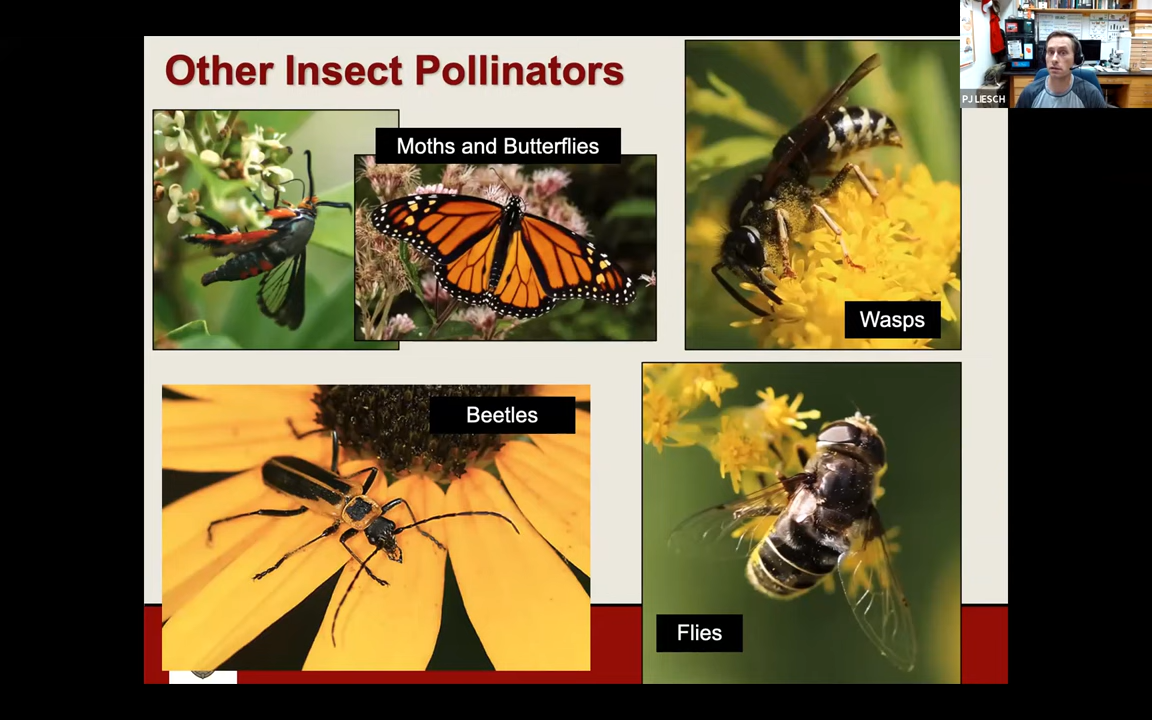 Other Insect Pollinators
Moths and Butterflies
Wasps
Beetles
Flies
PJ LIESCH